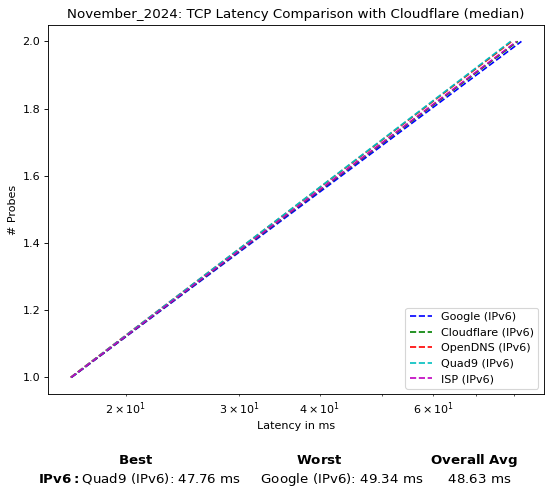 November_2024: TCP Latency Comparison with Cloudflare (median)
2.0
1.8
1.6
1.4
1.2
1.0
# Probes
Google (IPv6)
Cloudflare (IPv6)
OpenDNS (IPv6)
Quad9 (IPv6)
ISP (IPv6)
2 × 10¹ 3 × 10¹ 4 × 10¹ 6 × 10¹
Latency in ms
Best Worst Overall Avg
IPv6: Quad9 (IPv6): 47.76 ms Google (IPv6): 49.34 ms 48.63 ms